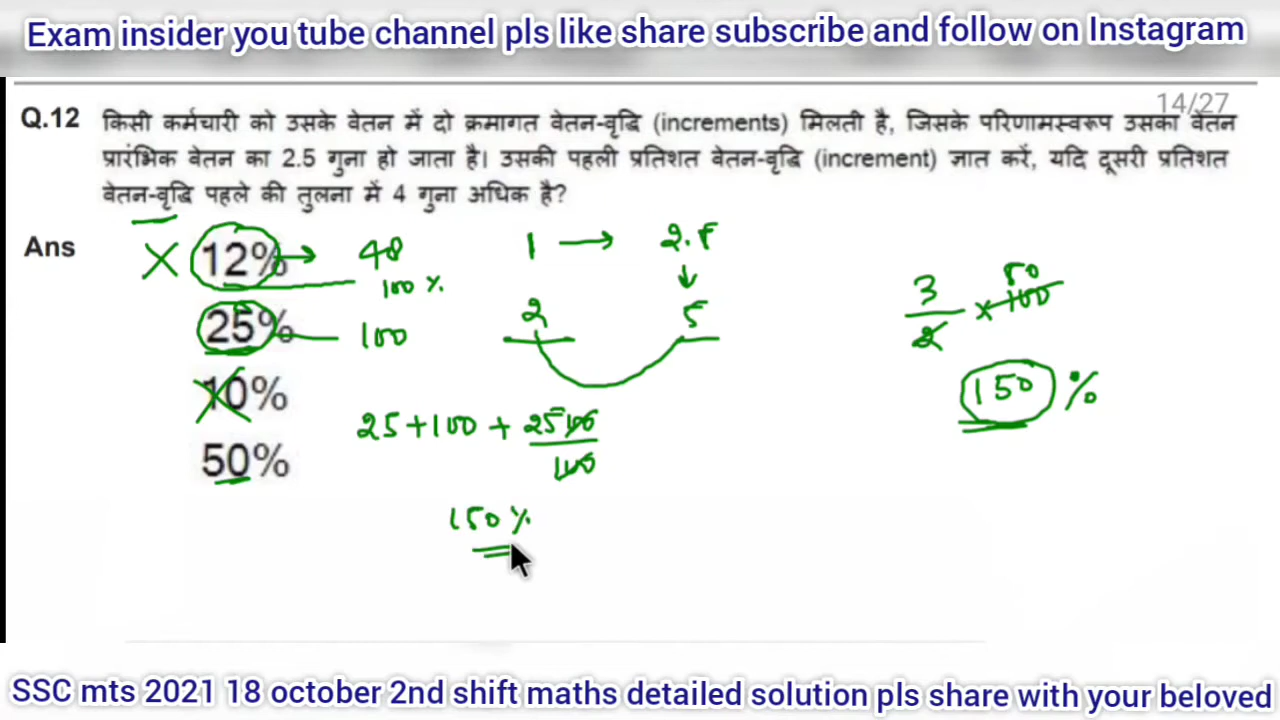 Exam insider you tube channel pls like share subscribe and follow on Instagram
14/27
Q.12 किसी कर्मचारी को उसके वेतन में दो क्रमागत वेतन-वृद्धि (increments) मिलती है, जिसके परिणामस्वरूप उसका वेतन
प्रारंभिक वेतन का 2.5 गुना हो जाता है। उसकी पहली प्रतिशत वेतन-वृद्धि (increment) ज्ञात करें, यदि दूसरी प्रतिशत
वेतन-वृद्धि पहले की तुलना में 4 गुना अधिक है?
Ans X 12% → 48 1 → 2.5
100 %
25% 100 2 5
3/2 × 100 50
10% 150 %
25+100 + 25 100/100
50%
150 %
SSC mts 2021 18 october 2nd shift maths detailed solution pls share with your beloved